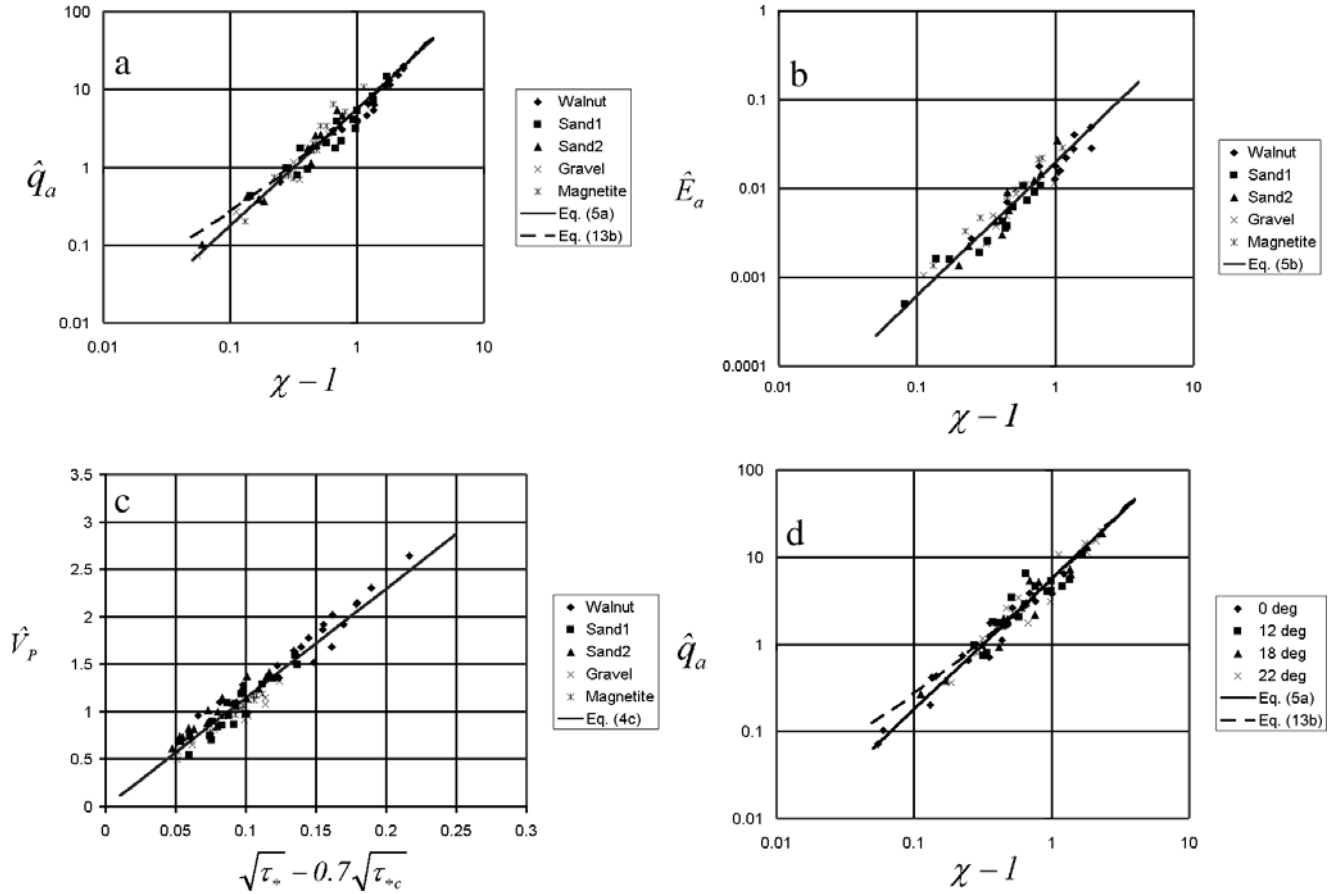 a
100
10
1
0.1
0.01
0.01 0.1 1 10
q̂ₐ
χ – 1
Walnut
Sand1
Sand2
Gravel
Magnetite
Eq. (5a)
Eq. (13b)
b
1
0.1
0.01
0.001
0.0001
0.01 0.1 1 10
Êₐ
χ – 1
Walnut
Sand1
Sand2
Gravel
Magnetite
Eq. (5b)
c
3.5
3
2.5
2
1.5
1
0.5
0
0 0.05 0.1 0.15 0.2 0.25 0.3
V̂_P
√τ_* – 0.7√τ_*c
Walnut
Sand1
Sand2
Gravel
Magnetite
Eq. (4c)
d
100
10
1
0.1
0.01
0.01 0.1 1 10
q̂ₐ
χ – 1
0 deg
12 deg
18 deg
22 deg
Eq. (5a)
Eq. (13b)